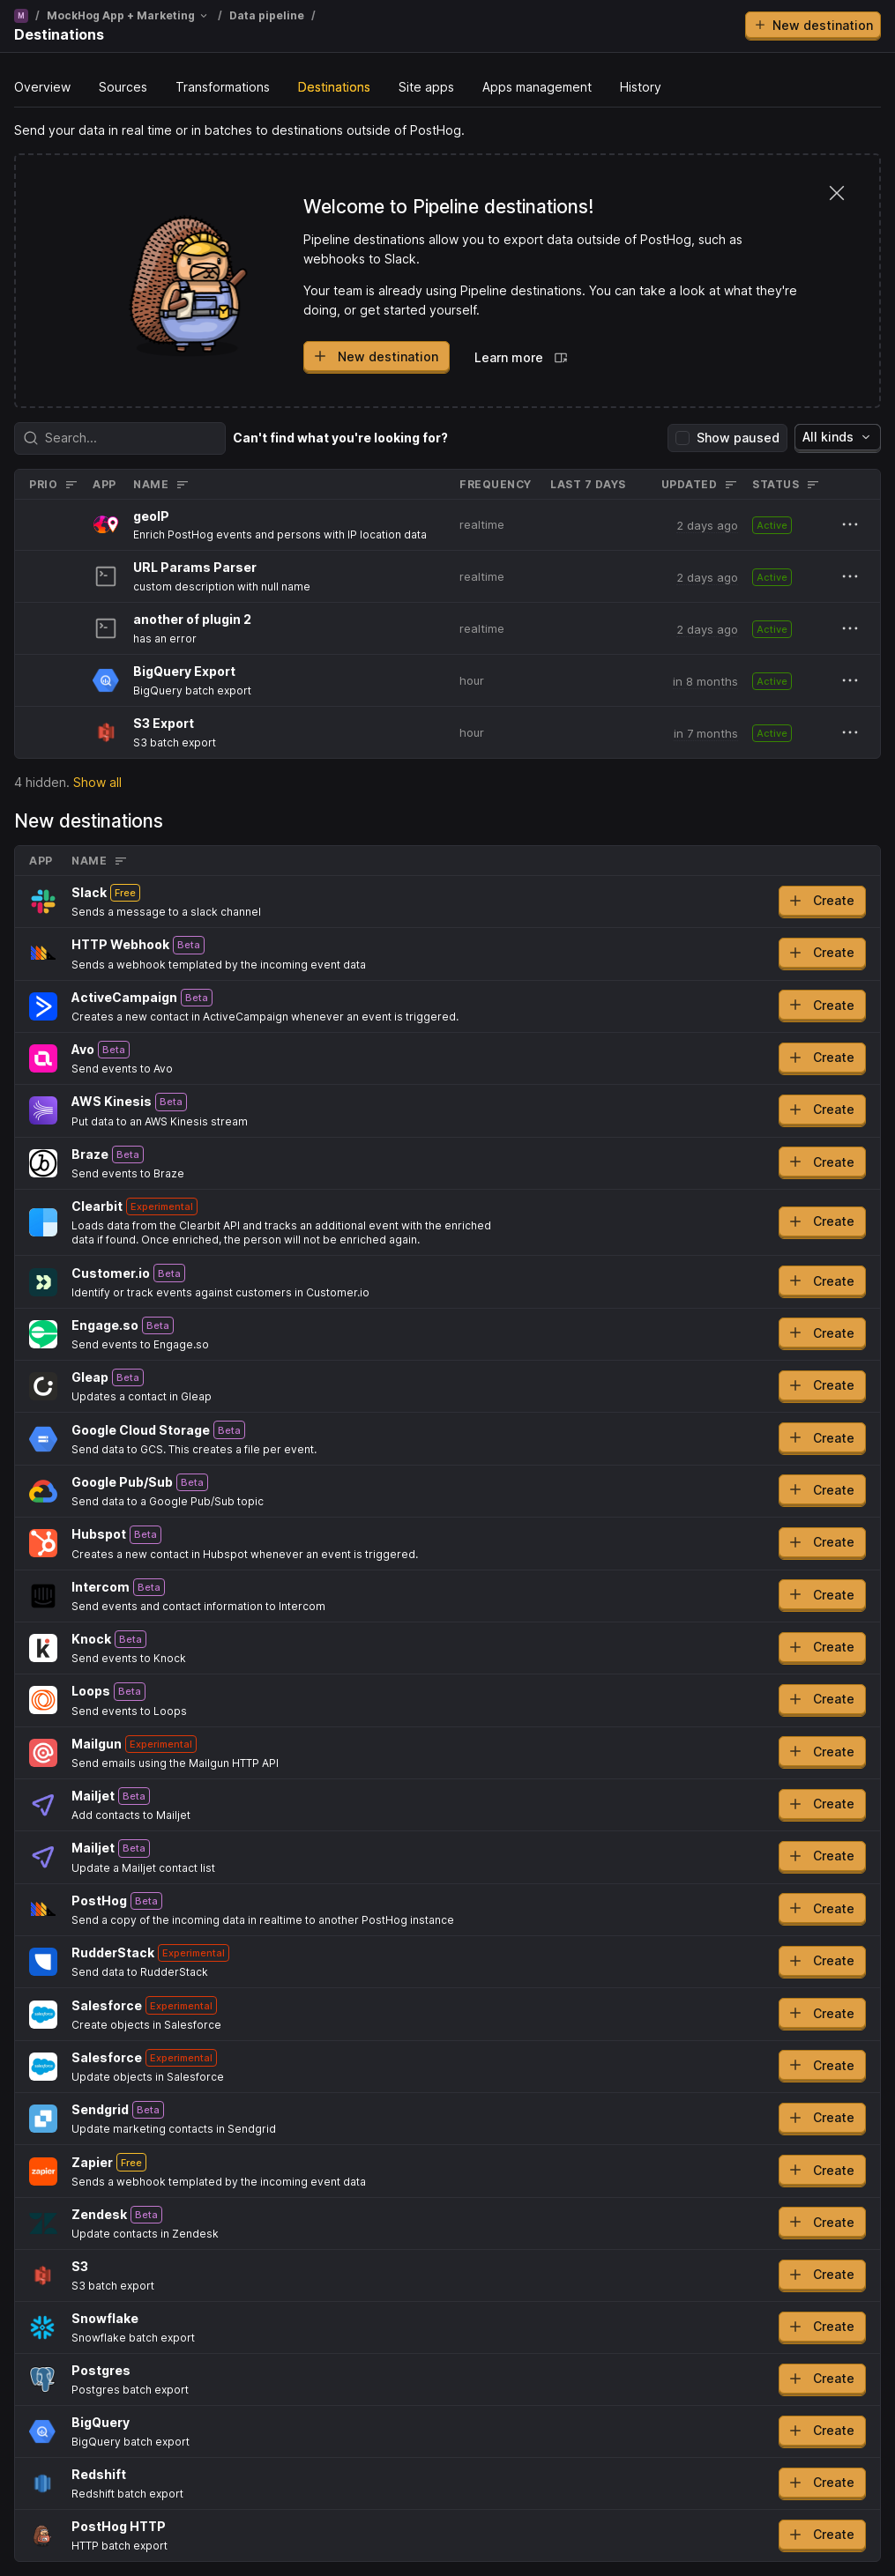 M / MockHog App + Marketing / Data pipeline /
Destinations
New destination
Overview Sources Transformations Destinations Site apps Apps management History
Send your data in real time or in batches to destinations outside of PostHog.
Welcome to Pipeline destinations!
Pipeline destinations allow you to export data outside of PostHog, such as
webhooks to Slack.
Your team is already using Pipeline destinations. You can take a look at what they're
doing, or get started yourself.
New destination Learn more
Search... Can't find what you're looking for? Show paused All kinds
PRIO APP NAME FREQUENCY LAST 7 DAYS UPDATED STATUS
geoIP
Enrich PostHog events and persons with IP location data
realtime 2 days ago Active
URL Params Parser
custom description with null name
realtime 2 days ago Active
another of plugin 2
has an error
realtime 2 days ago Active
BigQuery Export
BigQuery batch export
hour in 8 months Active
S3 Export
S3 batch export
hour in 7 months Active
4 hidden. Show all
New destinations
APP NAME
Slack Free
Sends a message to a slack channel
Create
HTTP Webhook Beta
Sends a webhook templated by the incoming event data
Create
ActiveCampaign Beta
Creates a new contact in ActiveCampaign whenever an event is triggered.
Create
Avo Beta
Send events to Avo
Create
AWS Kinesis Beta
Put data to an AWS Kinesis stream
Create
Braze Beta
Send events to Braze
Create
Clearbit Experimental
Loads data from the Clearbit API and tracks an additional event with the enriched
data if found. Once enriched, the person will not be enriched again.
Create
Customer.io Beta
Identify or track events against customers in Customer.io
Create
Engage.so Beta
Send events to Engage.so
Create
Gleap Beta
Updates a contact in Gleap
Create
Google Cloud Storage Beta
Send data to GCS. This creates a file per event.
Create
Google Pub/Sub Beta
Send data to a Google Pub/Sub topic
Create
Hubspot Beta
Creates a new contact in Hubspot whenever an event is triggered.
Create
Intercom Beta
Send events and contact information to Intercom
Create
Knock Beta
Send events to Knock
Create
Loops Beta
Send events to Loops
Create
Mailgun Experimental
Send emails using the Mailgun HTTP API
Create
Mailjet Beta
Add contacts to Mailjet
Create
Mailjet Beta
Update a Mailjet contact list
Create
PostHog Beta
Send a copy of the incoming data in realtime to another PostHog instance
Create
RudderStack Experimental
Send data to RudderStack
Create
Salesforce Experimental
Create objects in Salesforce
Create
Salesforce Experimental
Update objects in Salesforce
Create
Sendgrid Beta
Update marketing contacts in Sendgrid
Create
zapier
Zapier Free
Sends a webhook templated by the incoming event data
Create
Zendesk Beta
Update contacts in Zendesk
Create
S3
S3 batch export
Create
Snowflake
Snowflake batch export
Create
Postgres
Postgres batch export
Create
BigQuery
BigQuery batch export
Create
Redshift
Redshift batch export
Create
PostHog HTTP
HTTP batch export
Create